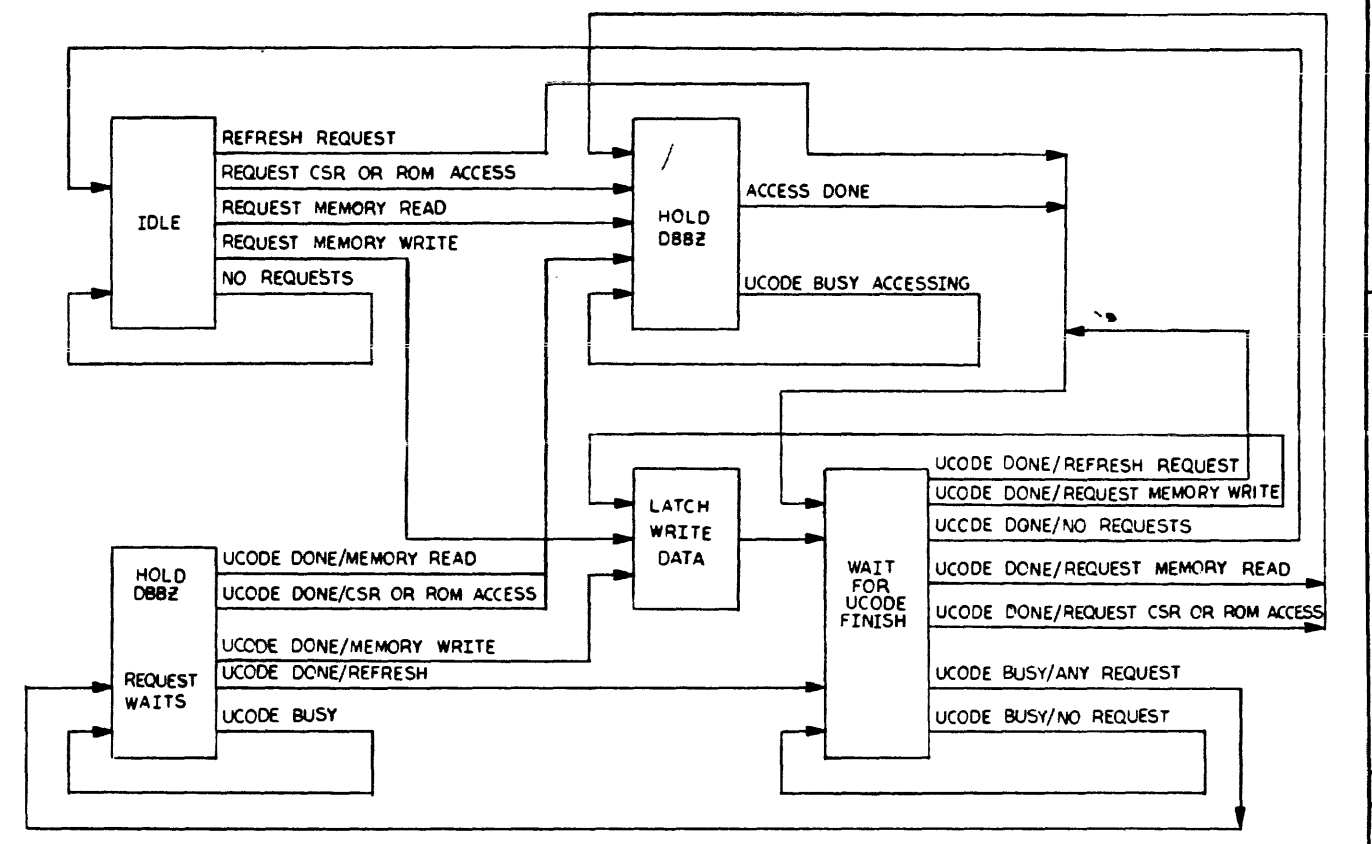 REFRESH REQUEST
REQUEST CSR OR ROM ACCESS
REQUEST MEMORY READ
REQUEST MEMORY WRITE
NO REQUESTS
IDLE
HOLD
DBBZ
ACCESS DONE
UCODE BUSY ACCESSING
LATCH
WRITE
DATA
UCODE DONE/REFRESH REQUEST
UCODE DONE/REQUEST MEMORY WRITE
UCCDE DONE/NO REQUESTS
UCODE DONE/REQUEST MEMORY READ
UCODE DONE/REQUEST CSR OR ROM ACCESS
UCODE BUSY/ANY REQUEST
UCODE BUSY/NO REQUEST
WAIT
FOR
UCODE
FINISH
HOLD
DBBZ
REQUEST
WAITS
UCODE DONE/MEMORY READ
UCODE DONE/CSR OR ROM ACCESS
UCCDE DONE/MEMORY WRITE
UCODE DONE/REFRESH
UCODE BUSY